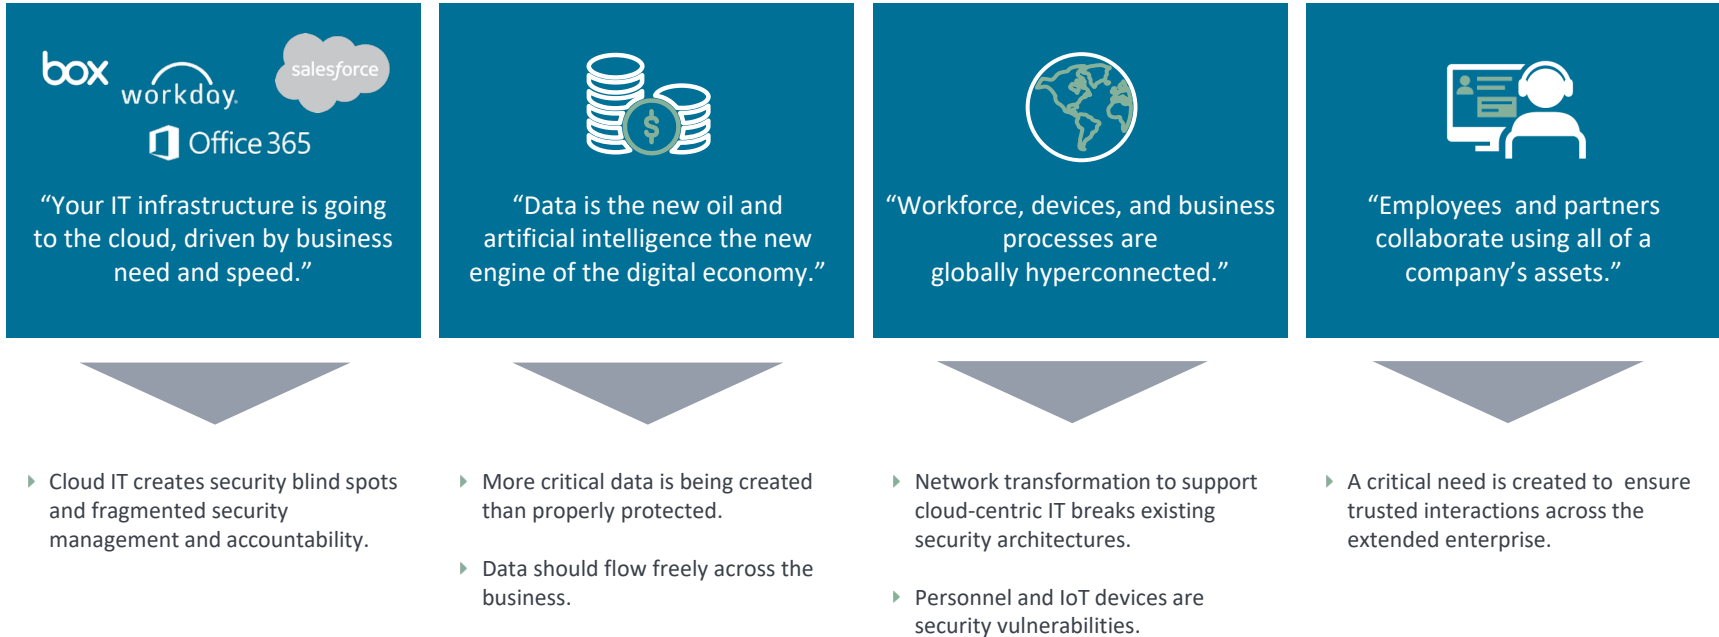 box
workday.
salesforce
Office 365
“Your IT infrastructure is going
to the cloud, driven by business
need and speed.”
$
“Data is the new oil and
artificial intelligence the new
engine of the digital economy.”
“Workforce, devices, and business
processes are
globally hyperconnected.”
“Employees  and partners
collaborate using all of a
company’s assets.”
Cloud IT creates security blind spots
and fragmented security
management and accountability.
More critical data is being created
than properly protected.
Data should flow freely across the
business.
Network transformation to support
cloud-centric IT breaks existing
security architectures.
Personnel and IoT devices are
security vulnerabilities.
A critical need is created to  ensure
trusted interactions across the
extended enterprise.